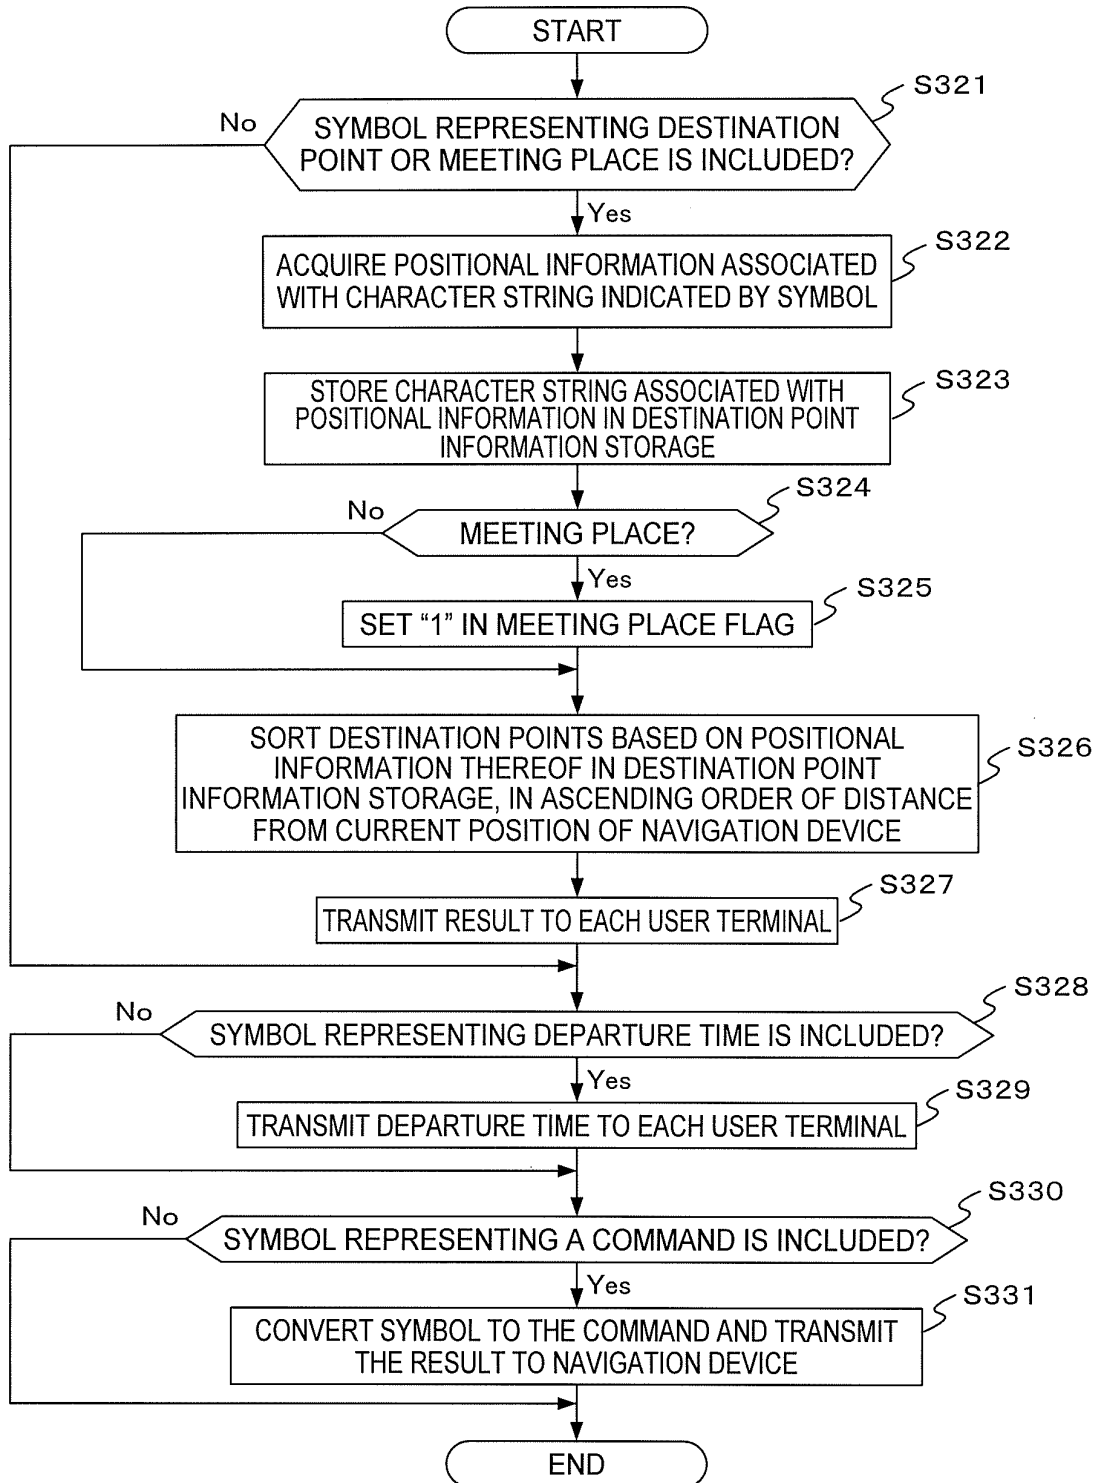 START
S321
No
SYMBOL REPRESENTING DESTINATION
POINT OR MEETING PLACE IS INCLUDED?
Yes
S322
ACQUIRE POSITIONAL INFORMATION ASSOCIATED
WITH CHARACTER STRING INDICATED BY SYMBOL
S323
STORE CHARACTER STRING ASSOCIATED WITH
POSITIONAL INFORMATION IN DESTINATION POINT
INFORMATION STORAGE
S324
No
MEETING PLACE?
Yes
S325
SET “1” IN MEETING PLACE FLAG
S326
SORT DESTINATION POINTS BASED ON POSITIONAL
INFORMATION THEREOF IN DESTINATION POINT
INFORMATION STORAGE, IN ASCENDING ORDER OF DISTANCE
FROM CURRENT POSITION OF NAVIGATION DEVICE
S327
TRANSMIT RESULT TO EACH USER TERMINAL
S328
No
SYMBOL REPRESENTING DEPARTURE TIME IS INCLUDED?
Yes
S329
TRANSMIT DEPARTURE TIME TO EACH USER TERMINAL
S330
No
SYMBOL REPRESENTING A COMMAND IS INCLUDED?
Yes
S331
CONVERT SYMBOL TO THE COMMAND AND TRANSMIT
THE RESULT TO NAVIGATION DEVICE
END